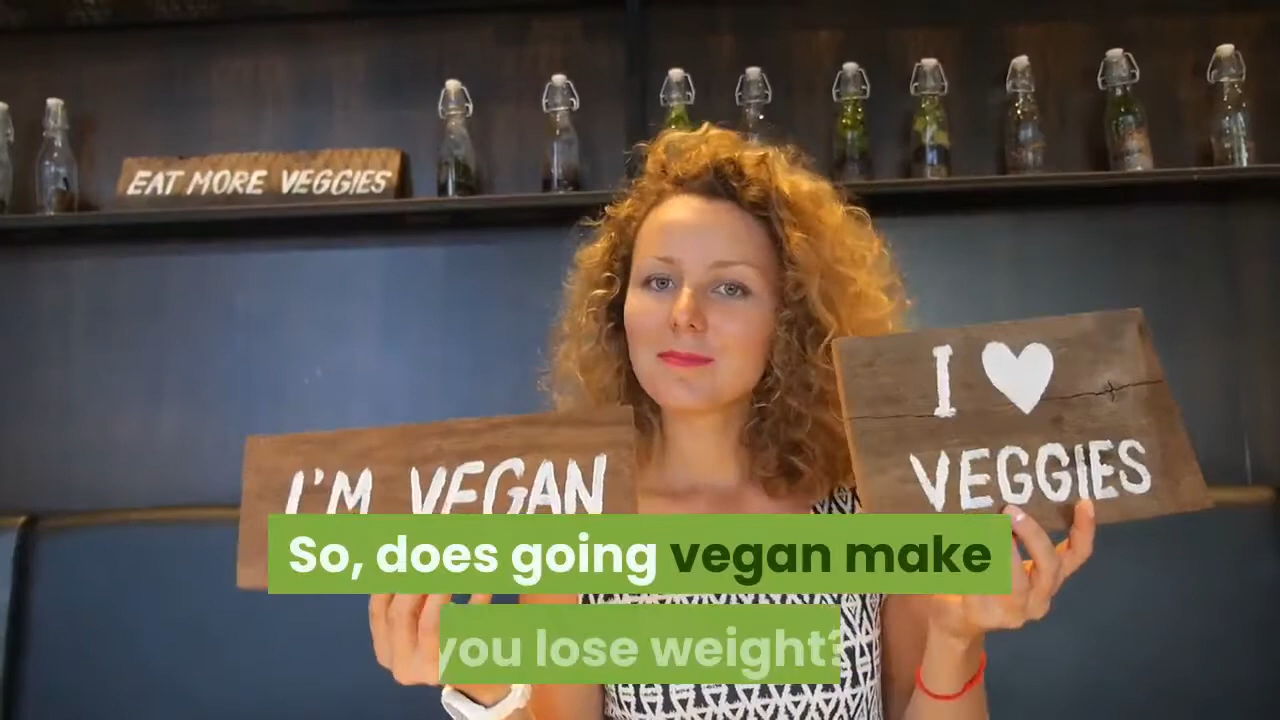 EAT MORE VEGGIES
I ♥
VEGGIES
I'M VEGAN
So, does going vegan make
you lose weight?